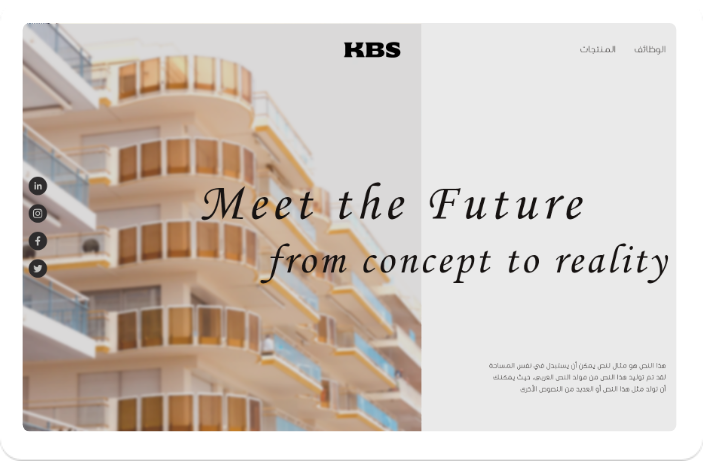 KBS
الوظائف
المنتجات
Meet the Future
from concept to reality
هذا النص هو مثال لنص يمكن أن يستبدل في نفس المساحة
لقد تم توليد هذا النص من مولد النص العربى، حيث يمكنك
أن تولد مثل هذا النص أو العديد من النصوص الأخرى